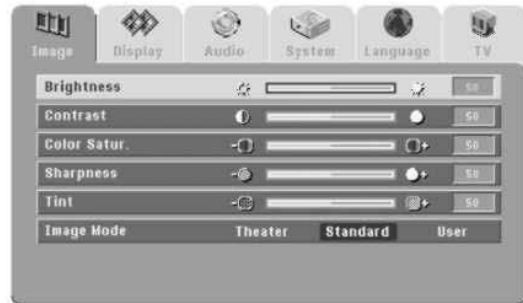 Image Display Audio System Language TV
Brightness 50
Contrast 50
Color Satur. 50
Sharpness 50
Tint 50
Image Mode Theater Standard User